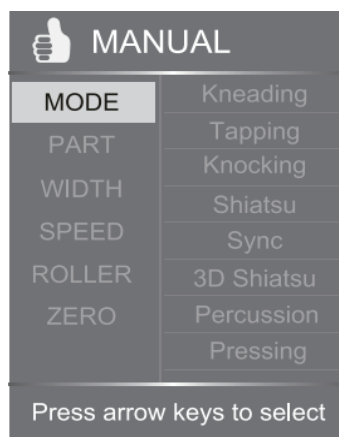 MANUAL
MODE
PART
WIDTH
SPEED
ROLLER
ZERO
Kneading
Tapping
Knocking
Shiatsu
Sync
3D Shiatsu
Percussion
Pressing
Press arrow keys to select